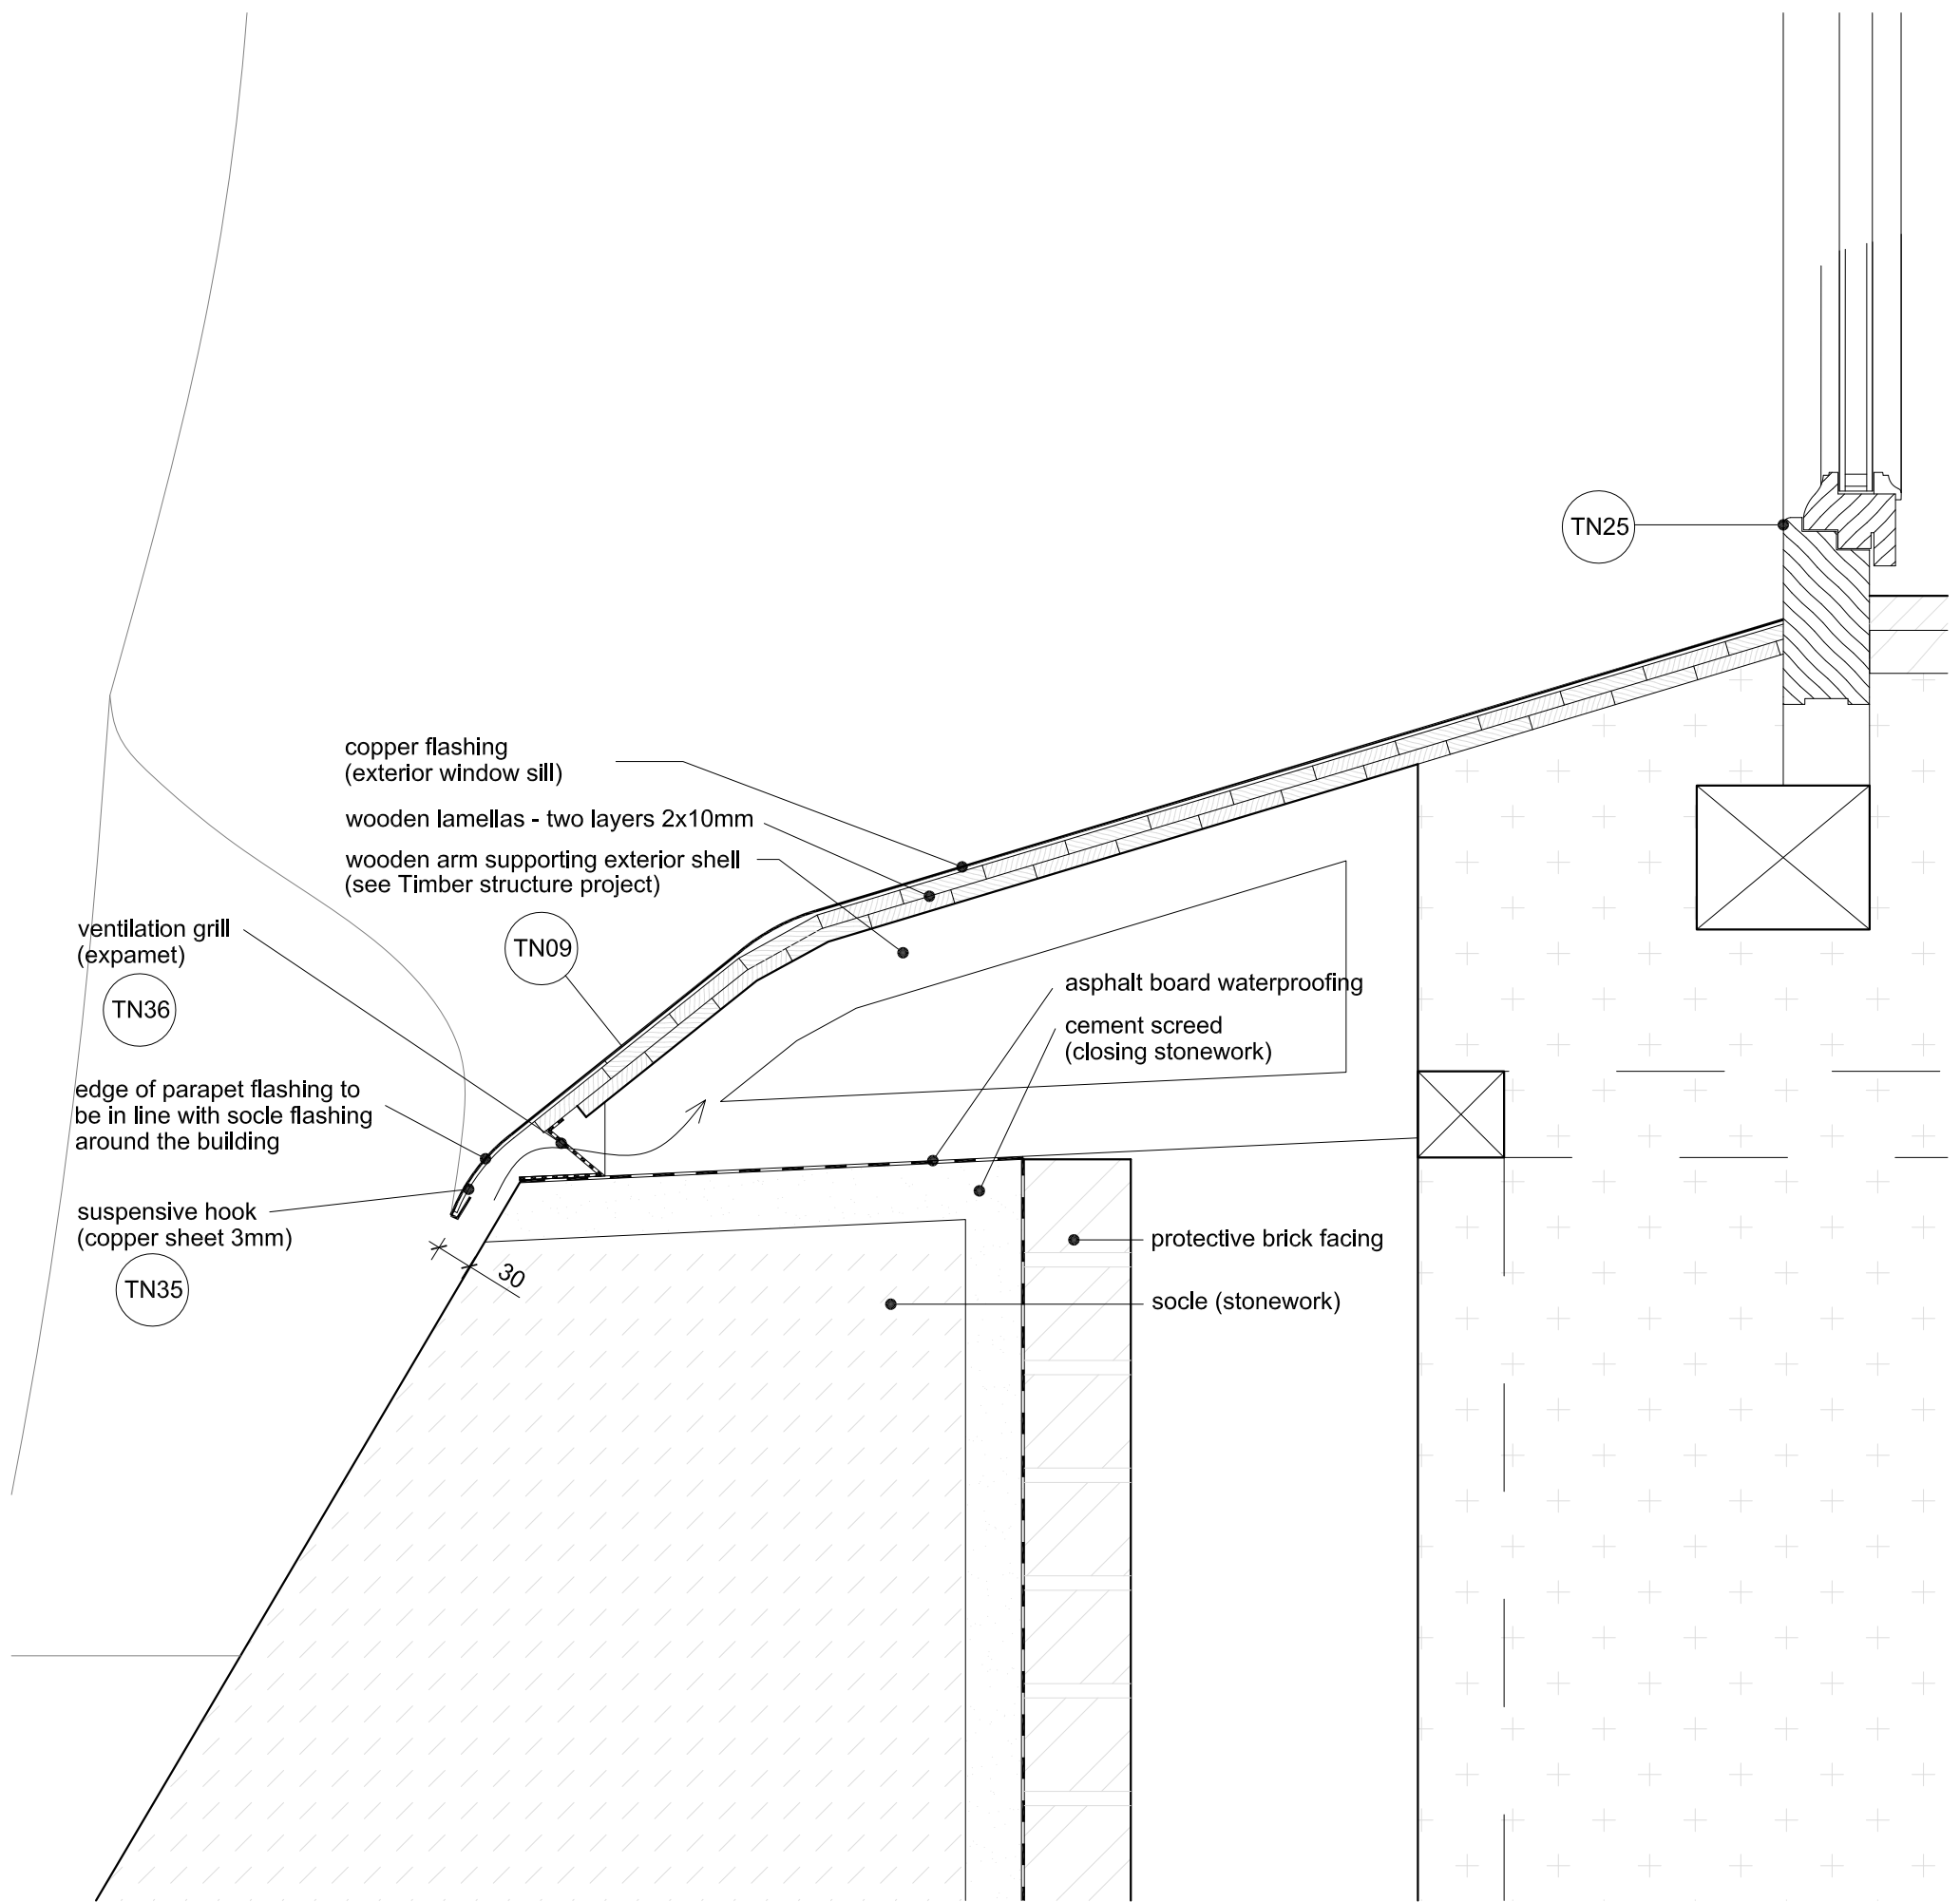 TN25
copper flashing
(exterior window sill)
wooden lamellas - two layers 2x10mm
wooden arm supporting exterior shell
(see Timber structure project)
ventilation grill
(expamet)
TN09
TN36
asphalt board waterproofing
cement screed
(closing stonework)
edge of parapet flashing to
be in line with socle flashing
around the building
suspensive hook
(copper sheet 3mm)
TN35
30
protective brick facing
socle (stonework)